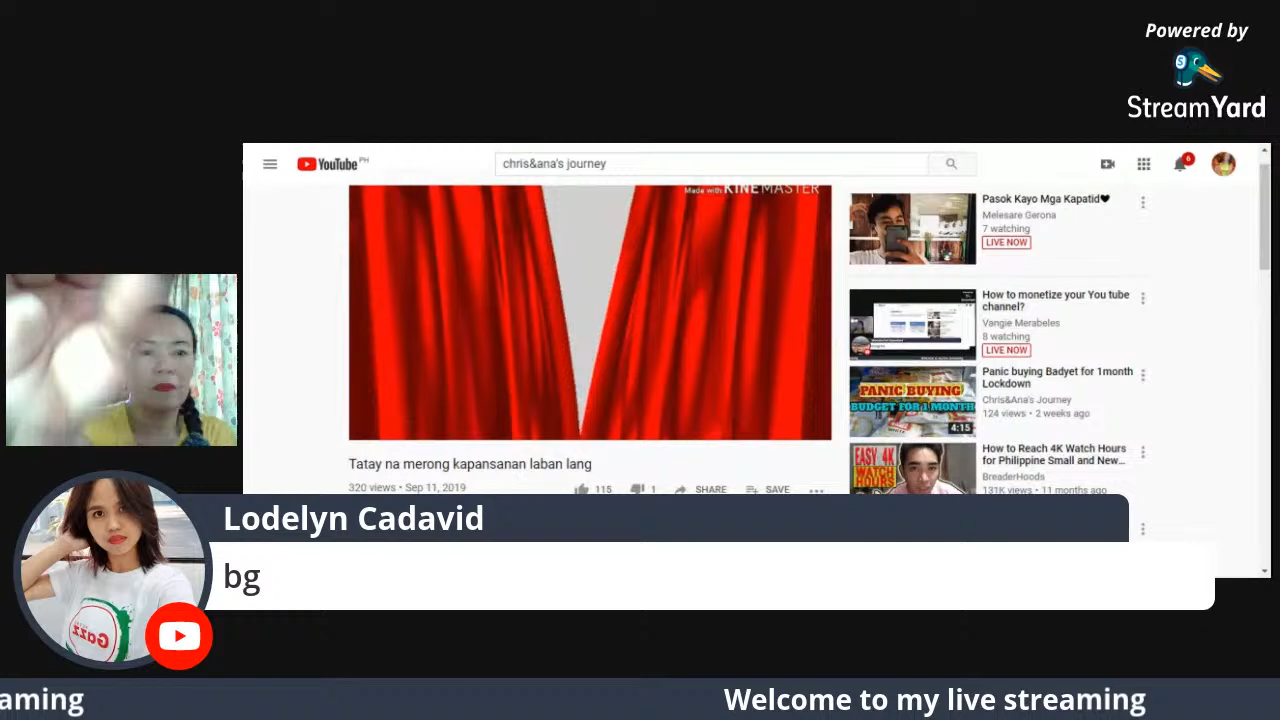 Powered by
StreamYard
YouTube PH
chris&ana's journey
6
Made with KINEMASTER
Pasok Kayo Mga Kapatid♥
Melesare Gerona
7 watching
LIVE NOW
How to monetize your You tube
channel?
Vangie Merabeles
8 watching
LIVE NOW
PANIC BUYING
BUDGET FOR 1 MONTH
4:15
Panic buying Badyet for 1month
Lockdown
Chris&Ana's Journey
124 views • 2 weeks ago
EASY 4K
WATCH
HOURS
How to Reach 4K Watch Hours
for Philippine Small and New...
BreaderHoods
131K views • 11 months ago
Tatay na merong kapansanan laban lang
320 views • Sep 11, 2019
115
1
SHARE
SAVE
Lodelyn Cadavid
bg
Gazz
aming
Welcome to my live streaming